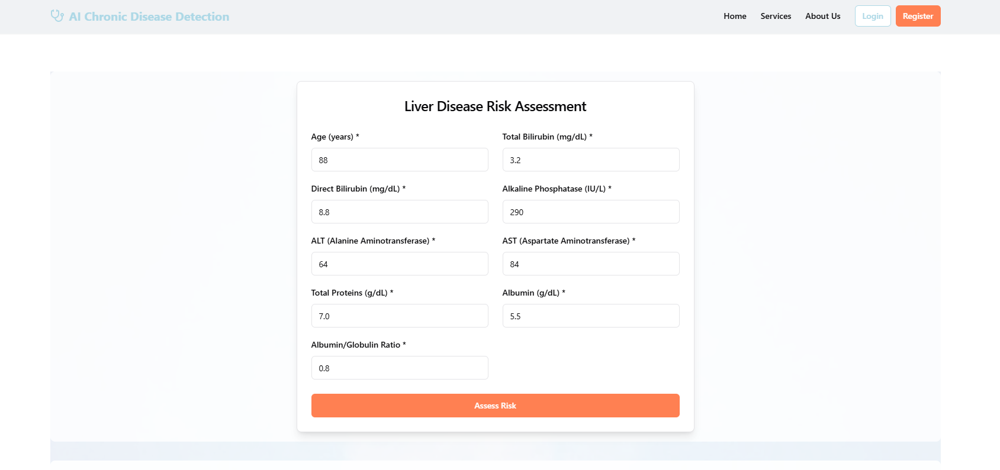 AI Chronic Disease Detection
Home Services About Us Login Register
Liver Disease Risk Assessment
Age (years) * Total Bilirubin (mg/dL) *
88 3.2
Direct Bilirubin (mg/dL) * Alkaline Phosphatase (IU/L) *
8.8 290
ALT (Alanine Aminotransferase) * AST (Aspartate Aminotransferase) *
64 84
Total Proteins (g/dL) * Albumin (g/dL) *
7.0 5.5
Albumin/Globulin Ratio *
0.8
Assess Risk